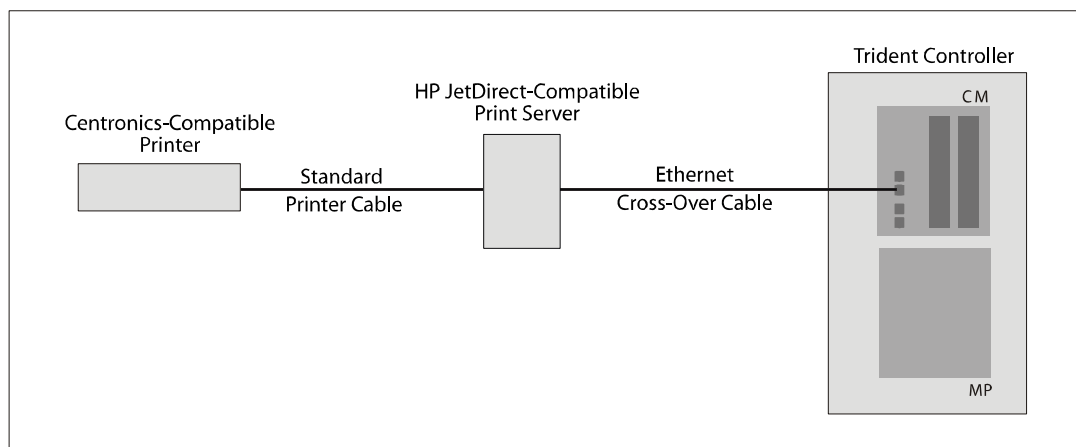 Trident Controller
CM
HP JetDirect-Compatible
Print Server
Centronics-Compatible
Printer
Standard
Printer Cable
Ethernet
Cross-Over Cable
MP